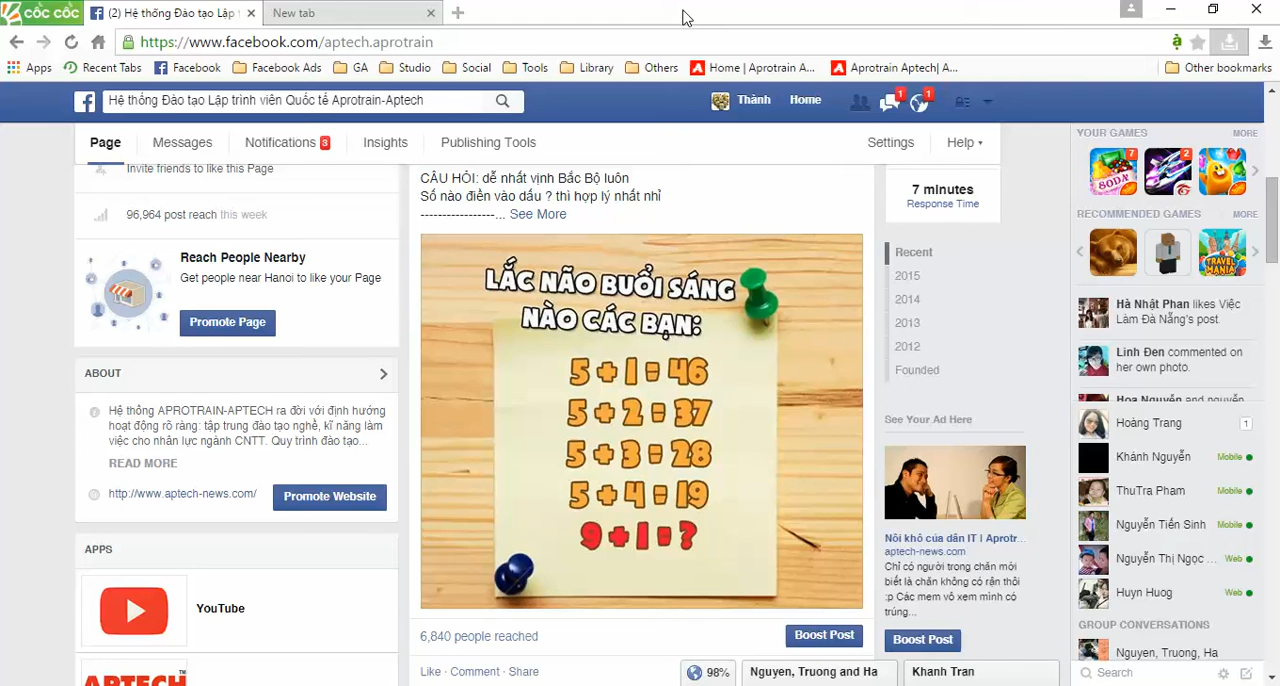 CỐC CỐC
(2) Hệ thống Đào tạo Lập t
New tab
https://www.facebook.com/aptech.aprotrain
Apps
Recent Tabs
Facebook
Facebook Ads
GA
Studio
Social
Tools
Library
Others
Home | Aprotrain A...
Aprotrain Aptech| A...
Other bookmarks
Hệ thống Đào tạo Lập trình viên Quốc tế Aprotrain-Aptech
Thành
Home
1
1
Page
Messages
Notifications 3
Insights
Publishing Tools
Settings
Help
Invite friends to like this Page
96,964 post reach this week
Reach People Nearby
Get people near Hanoi to like your Page
Promote Page
ABOUT
Hệ thống APROTRAIN-APTECH ra đời với định hướng
hoạt động rõ ràng: tập trung đào tạo nghề, kĩ năng làm
việc cho nhân lực ngành CNTT. Quy trình đào tạo...
READ MORE
http://www.aptech-news.com/
Promote Website
APPS
YouTube
APTECH
CÂU HỎI: dễ nhất vịnh Bắc Bộ luôn
Số nào điền vào dấu ? thì hợp lý nhất nhỉ
-----------------... See More
LẮC NÃO BUỔI SÁNG
NÀO CÁC BẠN:
5 + 1 = 46
5 + 2 = 37
5 + 3 = 28
5 + 4 = 19
9 + 1 = ?
6,840 people reached
Boost Post
Like · Comment · Share
98%
Nguyen, Truong and Ha
Khanh Tran
7 minutes
Response Time
Recent
2015
2014
2013
2012
Founded
See Your Ad Here
Nỗi khổ của dân IT | Aprotr...
aptech-news.com
Chỉ có người trong chăn mới
biết là chăn không có rận thôi
:p Các mem vô xem mình có
trúng...
Boost Post
YOUR GAMES
MORE
7
SODA
2
RECOMMENDED GAMES
MORE
TRAVEL
MANIA
Hà Nhật Phan likes Việc
Làm Đà Nẵng's post.
Linh Đen commented on
her own photo.
Hoa Nguyễn and nguyễn
Hoàng Trang
1
Khánh Nguyễn
Mobile
ThuTra Pham
Mobile
Nguyễn Tiến Sinh
Mobile
Nguyễn Thị Ngọc ...
Web
Huyn Huog
Web
GROUP CONVERSATIONS
Nguyen, Truong, Ha
Search